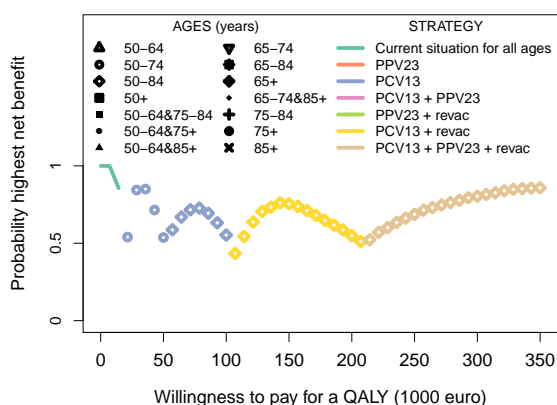 AGES (years) STRATEGY
50−64 65−74 Current situation for all ages
50−74 65−84 PPV23
50−84 65+ PCV13
50+ 65−74&85+ PCV13 + PPV23
50−64&75−84 75−84 PPV23 + revac
50−64&75+ 75+ PCV13 + revac
50−64&85+ 85+ PCV13 + PPV23 + revac
Probability highest net benefit
1
0.5
0
0 50 100 150 200 250 300 350
Willingness to pay for a QALY (1000 euro)